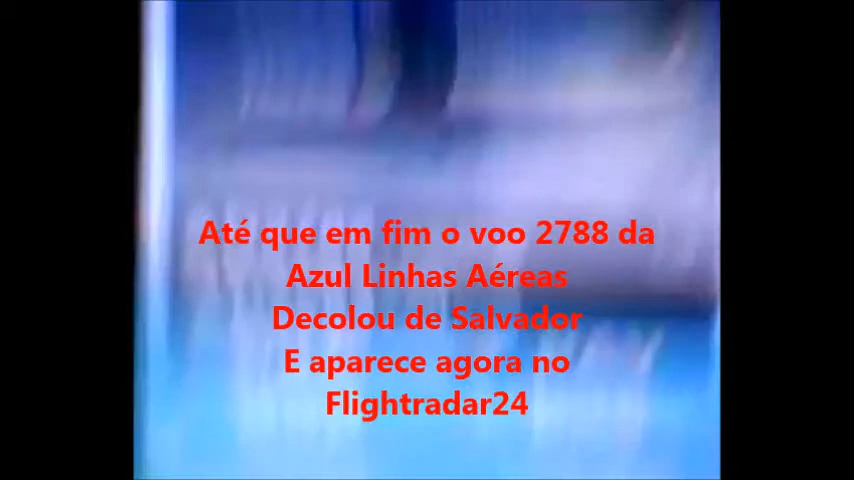 Até que em fim o voo 2788 da
Azul Linhas Aéreas
Decolou de Salvador
E aparece agora no
Flightradar24